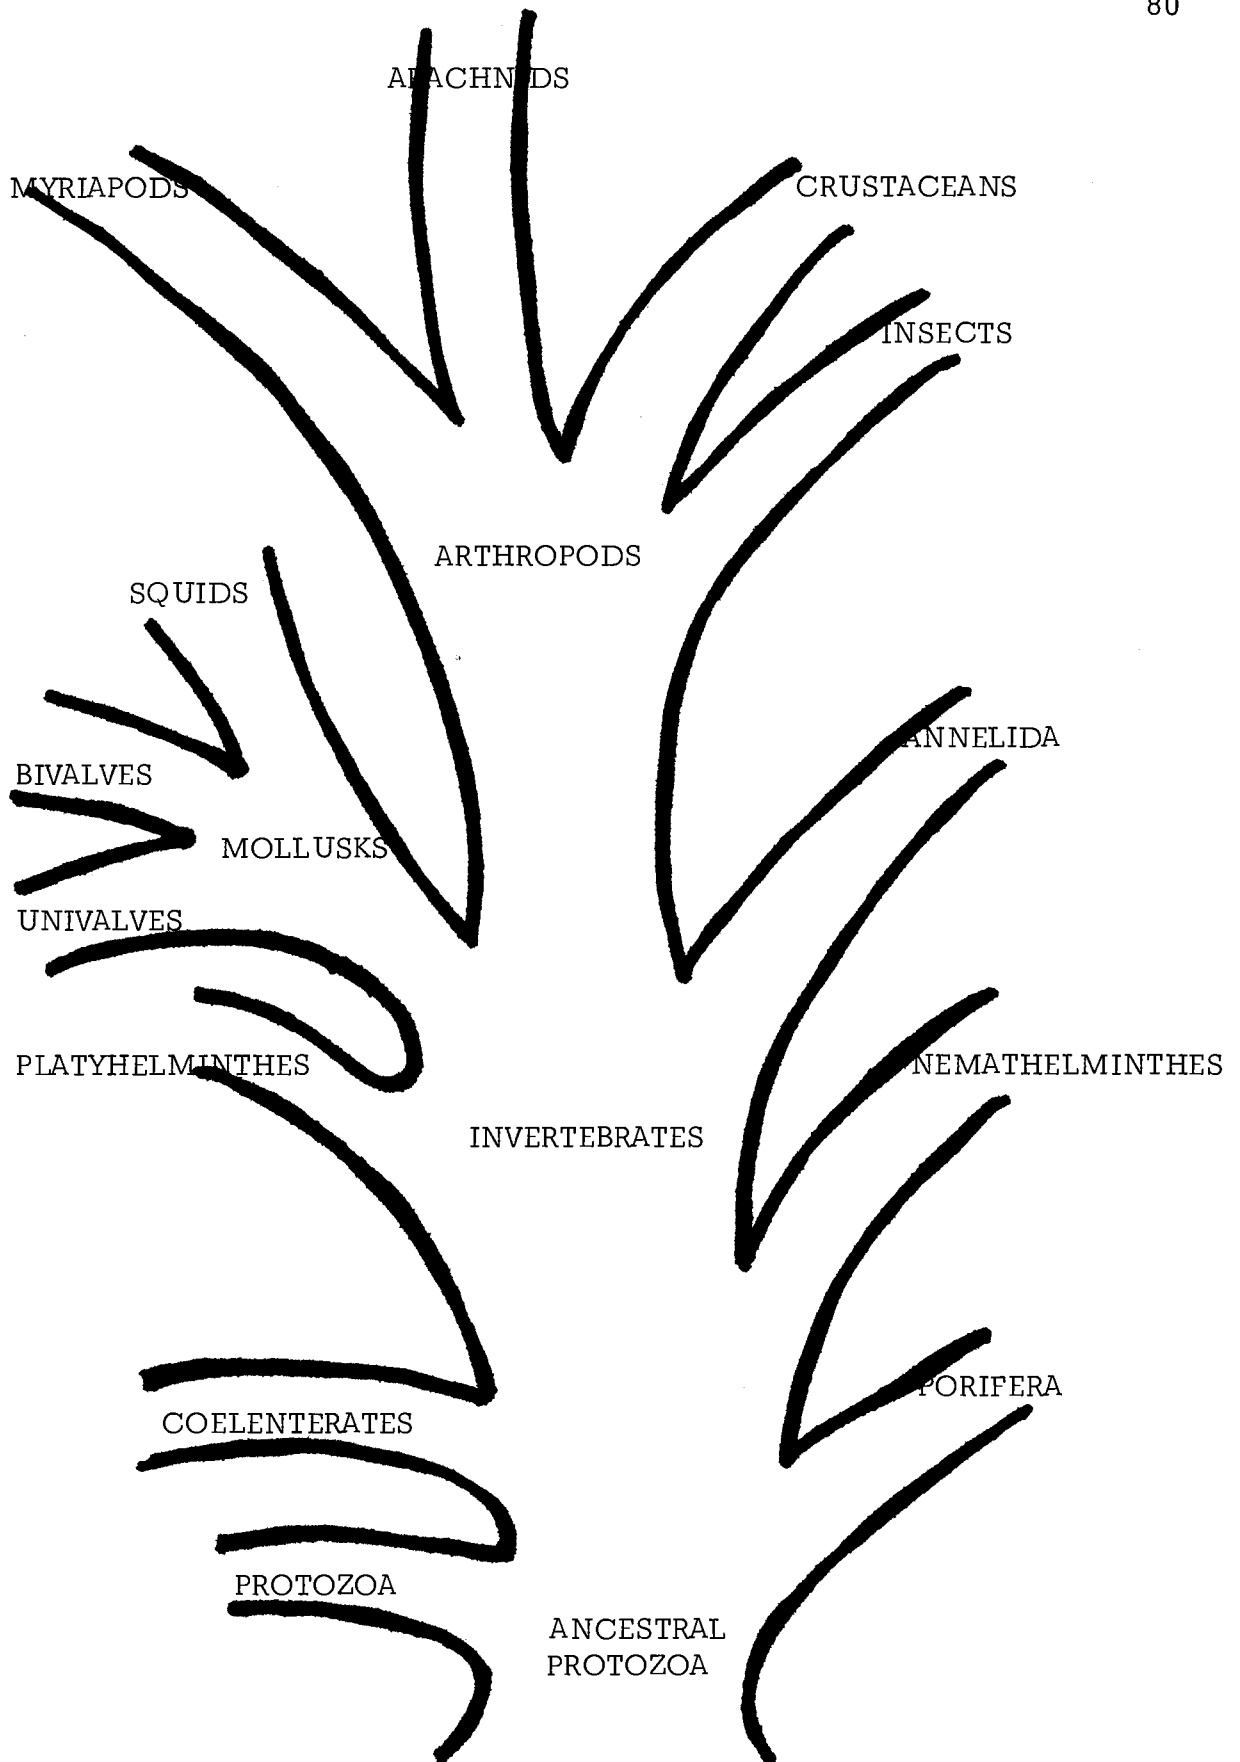 80
ARACHNIDS
MYRIAPODS
CRUSTACEANS
INSECTS
ARTHROPODS
SQUIDS
ANNELIDA
BIVALVES
MOLLUSKS
UNIVALVES
PLATYHELMINTHES
NEMATHELMINTHES
INVERTEBRATES
PORIFERA
COELENTERATES
PROTOZOA
ANCESTRAL
PROTOZOA